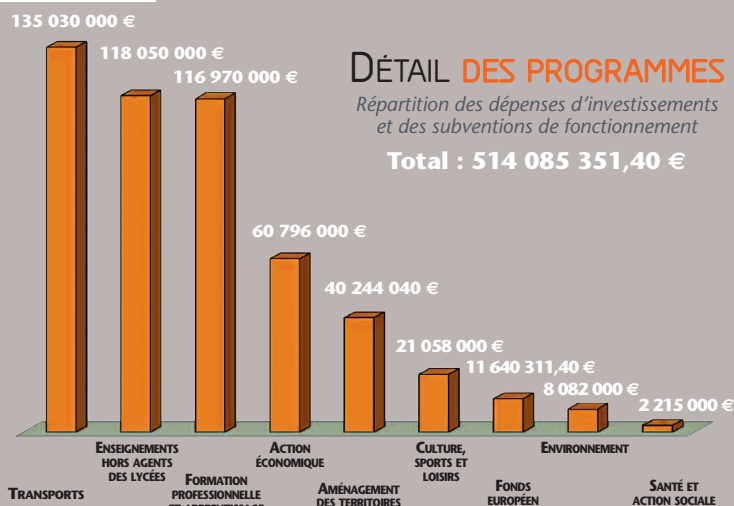 135 030 000 €
118 050 000 €
116 970 000 €
DÉTAIL DES PROGRAMMES
Répartition des dépenses d'investissements
et des subventions de fonctionnement
Total : 514 085 351,40 €
60 796 000 €
40 244 040 €
21 058 000 €
11 640 311,40 €
8 082 000 €
2 215 000 €
TRANSPORTS
ENSEIGNEMENTS
HORS AGENTS
DES LYCÉES
FORMATION
PROFESSIONNELLE
ET APPRENTISSAGE
ACTION
ÉCONOMIQUE
AMÉNAGEMENT
DES TERRITOIRES
CULTURE,
SPORTS ET
LOISIRS
FONDS
EUROPÉEN
ENVIRONNEMENT
SANTÉ ET
ACTION SOCIALE